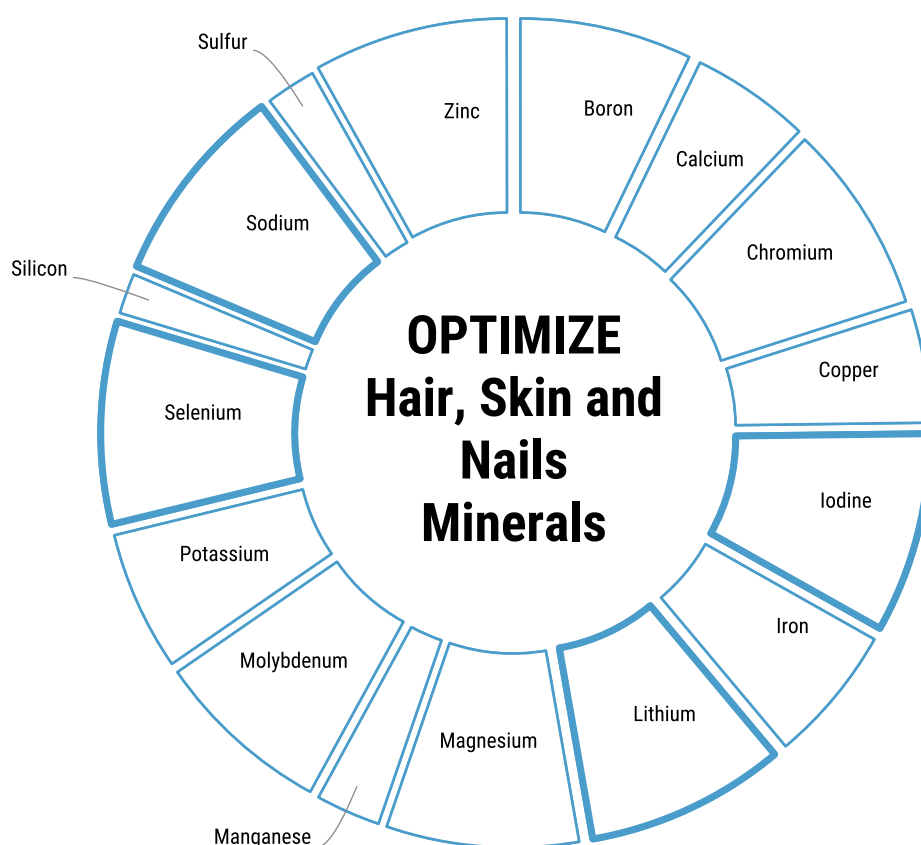 OPTIMIZE
Hair, Skin and
Nails
Minerals
Boron
Calcium
Chromium
Copper
Iodine
Iron
Lithium
Magnesium
Manganese
Molybdenum
Potassium
Selenium
Silicon
Sodium
Sulfur
Zinc